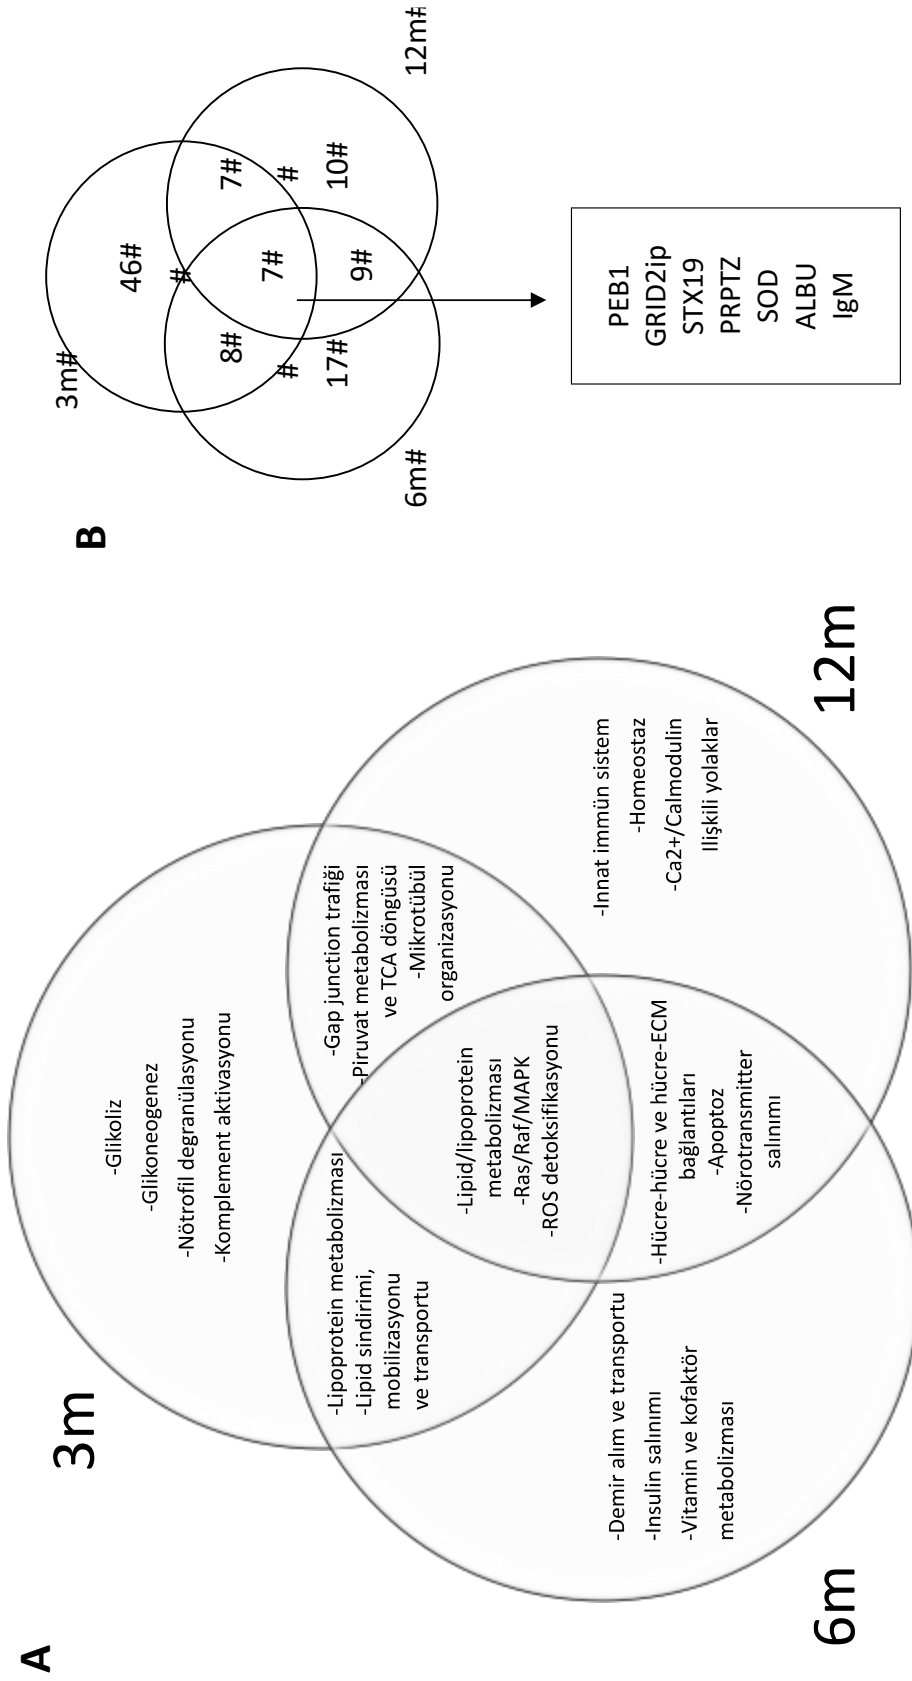 A
3m
-Glikoliz
-Glikoneogenez
-Nötrofil degranülasyonu
-Komplement aktivasyonu
-Lipoprotein metabolizması
-Lipid sindirimi,
mobilizasyonu
ve transportu
-Gap junction trafiği
-Piruvat metabolizması
ve TCA döngüsü
-Mikrotübül
organizasyonu
-Lipid/lipoprotein
metabolizması
-Ras/Raf/MAPK
-ROS detoksifikasyonu
-Demir alım ve transportu
-Insulin salınımı
-Vitamin ve kofaktör
metabolizması
-Hücre-hücre ve hücre-ECM
bağlantıları
-Apoptoz
-Nörotransmitter
salınımı
-Innat immün sistem
-Homeostaz
-Ca2+/Calmodulin
Ilişkili yolaklar
6m
12m
B
3m#
46#
#
8#
7#
7#
#
#
17#
9#
10#
6m#
12m#
PEB1
GRID2ip
STX19
PRPTZ
SOD
ALBU
IgM